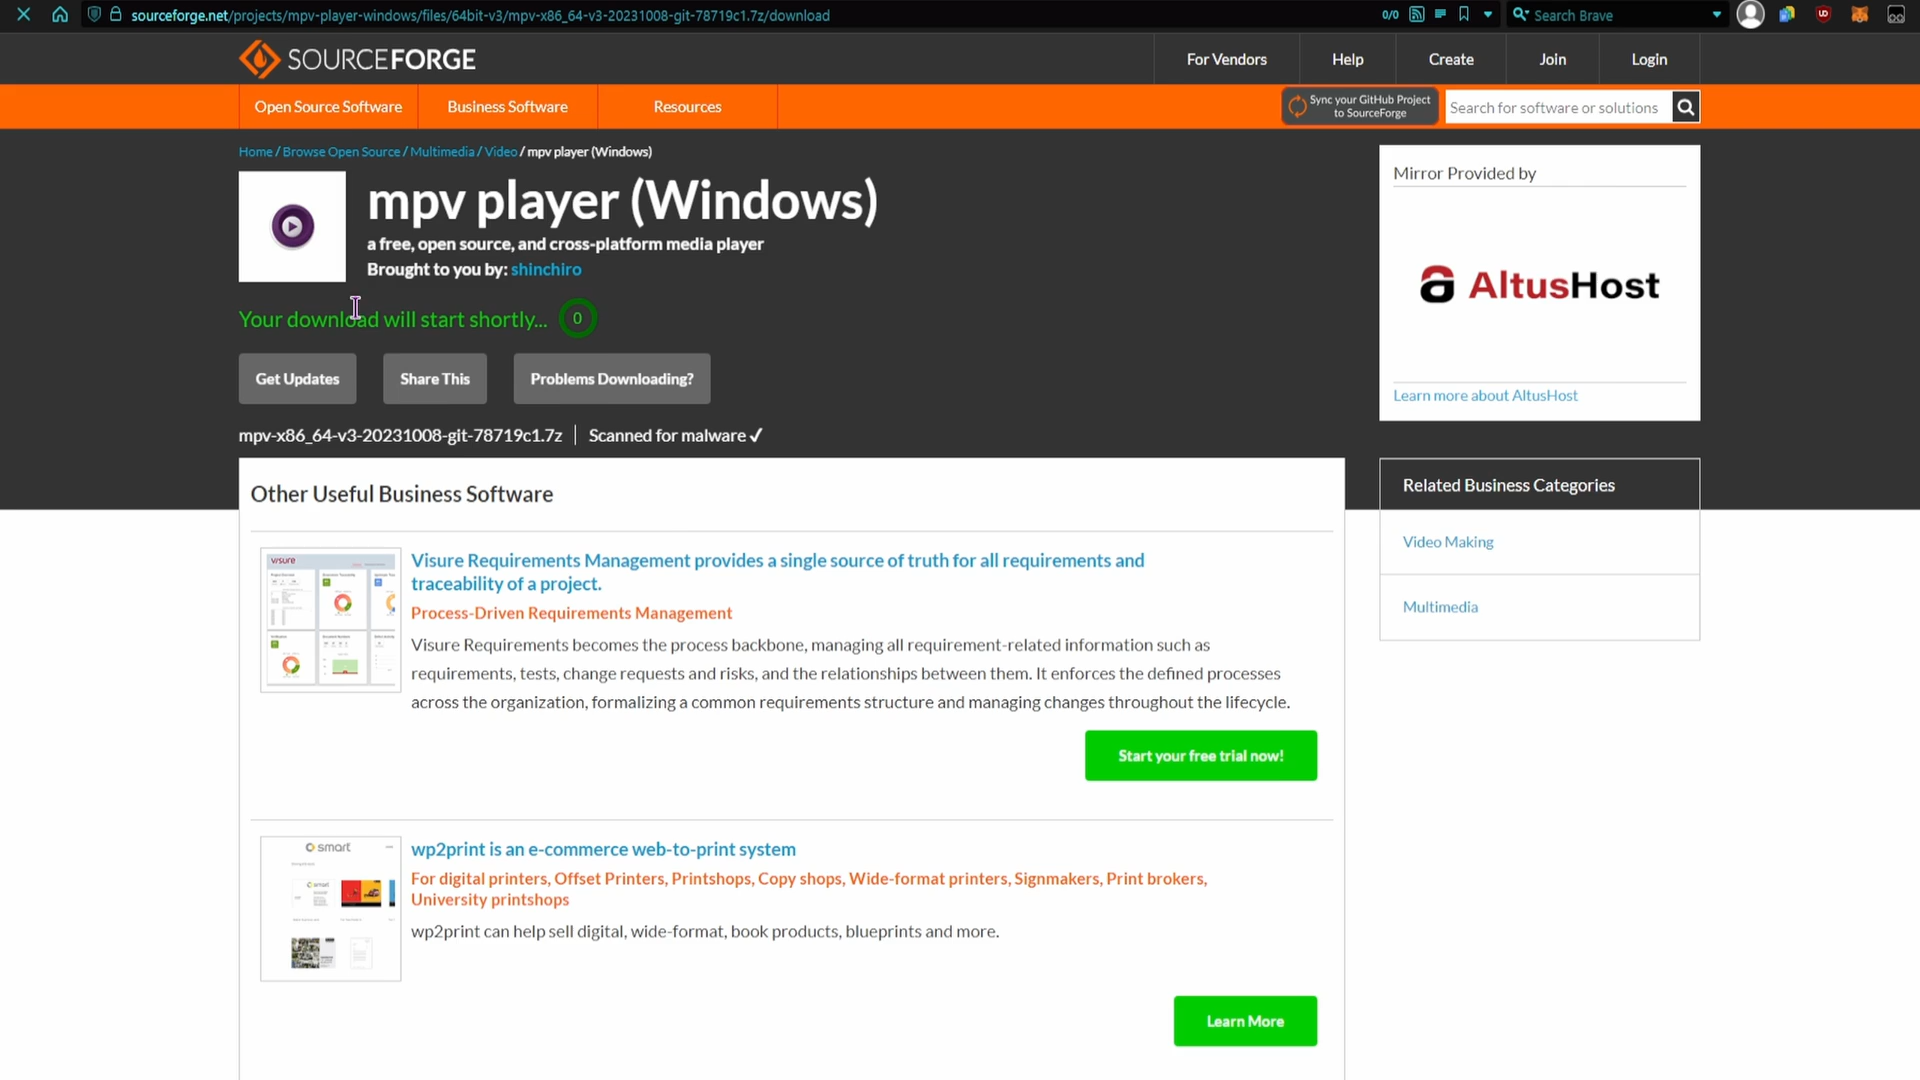 sourceforge.net/projects/mpv-player-windows/files/64bit-v3/mpv-x86_64-v3-20231008-git-78719c1.7z/download
0/0
Search Brave
SOURCEFORGE
For Vendors
Help
Create
Join
Login
Open Source Software
Business Software
Resources
Sync your GitHub Project
to SourceForge
Search for software or solutions
Home / Browse Open Source / Multimedia / Video / mpv player (Windows)
mpv player (Windows)
a free, open source, and cross-platform media player
Brought to you by: shinchiro
Your download will start shortly... 0
Get Updates
Share This
Problems Downloading?
mpv-x86_64-v3-20231008-git-78719c1.7z
Scanned for malware ✓
Mirror Provided by
AltusHost
Learn more about AltusHost
Other Useful Business Software
visure
Visure Requirements Management provides a single source of truth for all requirements and
traceability of a project.
Process-Driven Requirements Management
Visure Requirements becomes the process backbone, managing all requirement-related information such as
requirements, tests, change requests and risks, and the relationships between them. It enforces the defined processes
across the organization, formalizing a common requirements structure and managing changes throughout the lifecycle.
Start your free trial now!
smart
smart
wp2print is an e-commerce web-to-print system
For digital printers, Offset Printers, Printshops, Copy shops, Wide-format printers, Signmakers, Print brokers,
University printshops
wp2print can help sell digital, wide-format, book products, blueprints and more.
Learn More
Related Business Categories
Video Making
Multimedia